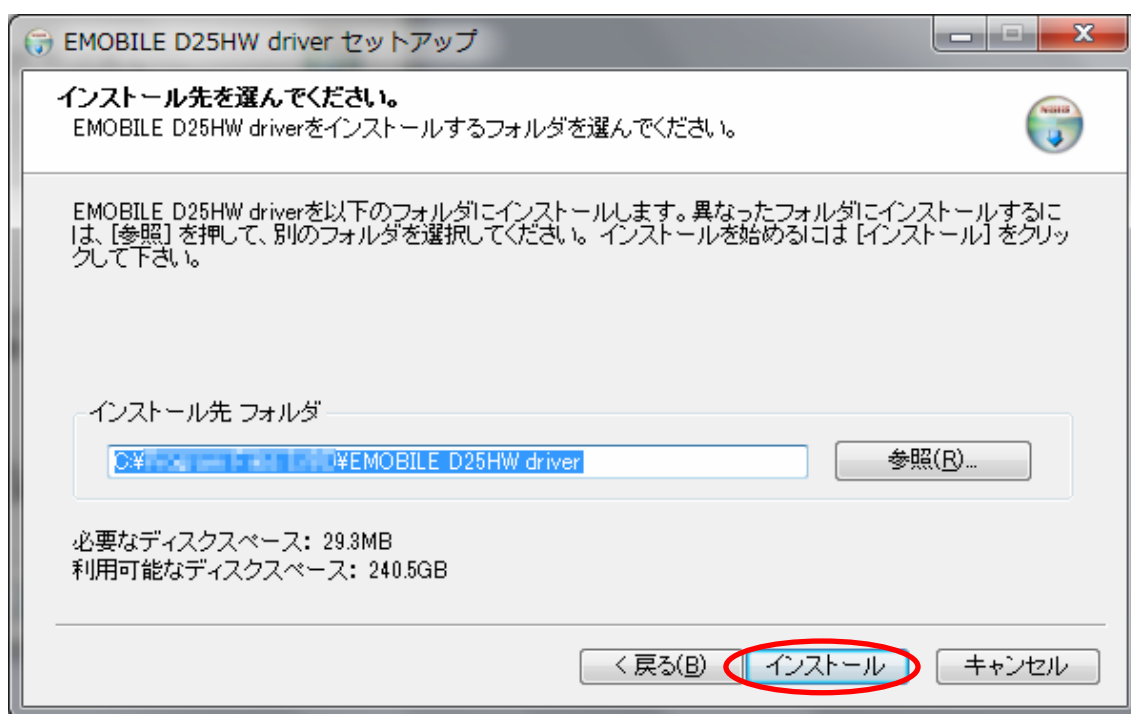 EMOBILE D25HW driver セットアップ
インストール先を選んでください。
EMOBILE D25HW driverをインストールするフォルダを選んでください。
EMOBILE D25HW driverを以下のフォルダにインストールします。異なったフォルダにインストールするに
は、[参照] を押して、別のフォルダを選択してください。 インストールを始めるには [インストール] をクリッ
クして下さい。
インストール先 フォルダ
C:¥ ¥EMOBILE D25HW driver
参照(R)...
必要なディスクスペース: 29.3MB
利用可能なディスクスペース: 240.5GB
< 戻る(B)
インストール
キャンセル